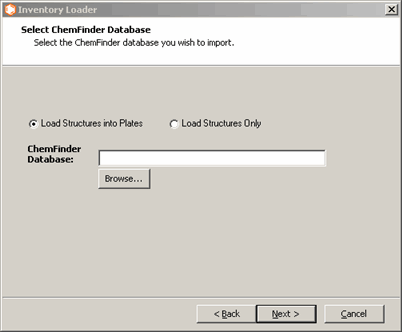 Inventory Loader
Select ChemFinder Database
Select the ChemFinder database you wish to import.
Load Structures into Plates Load Structures Only
ChemFinder
Database:
Browse...
< Back Next > Cancel